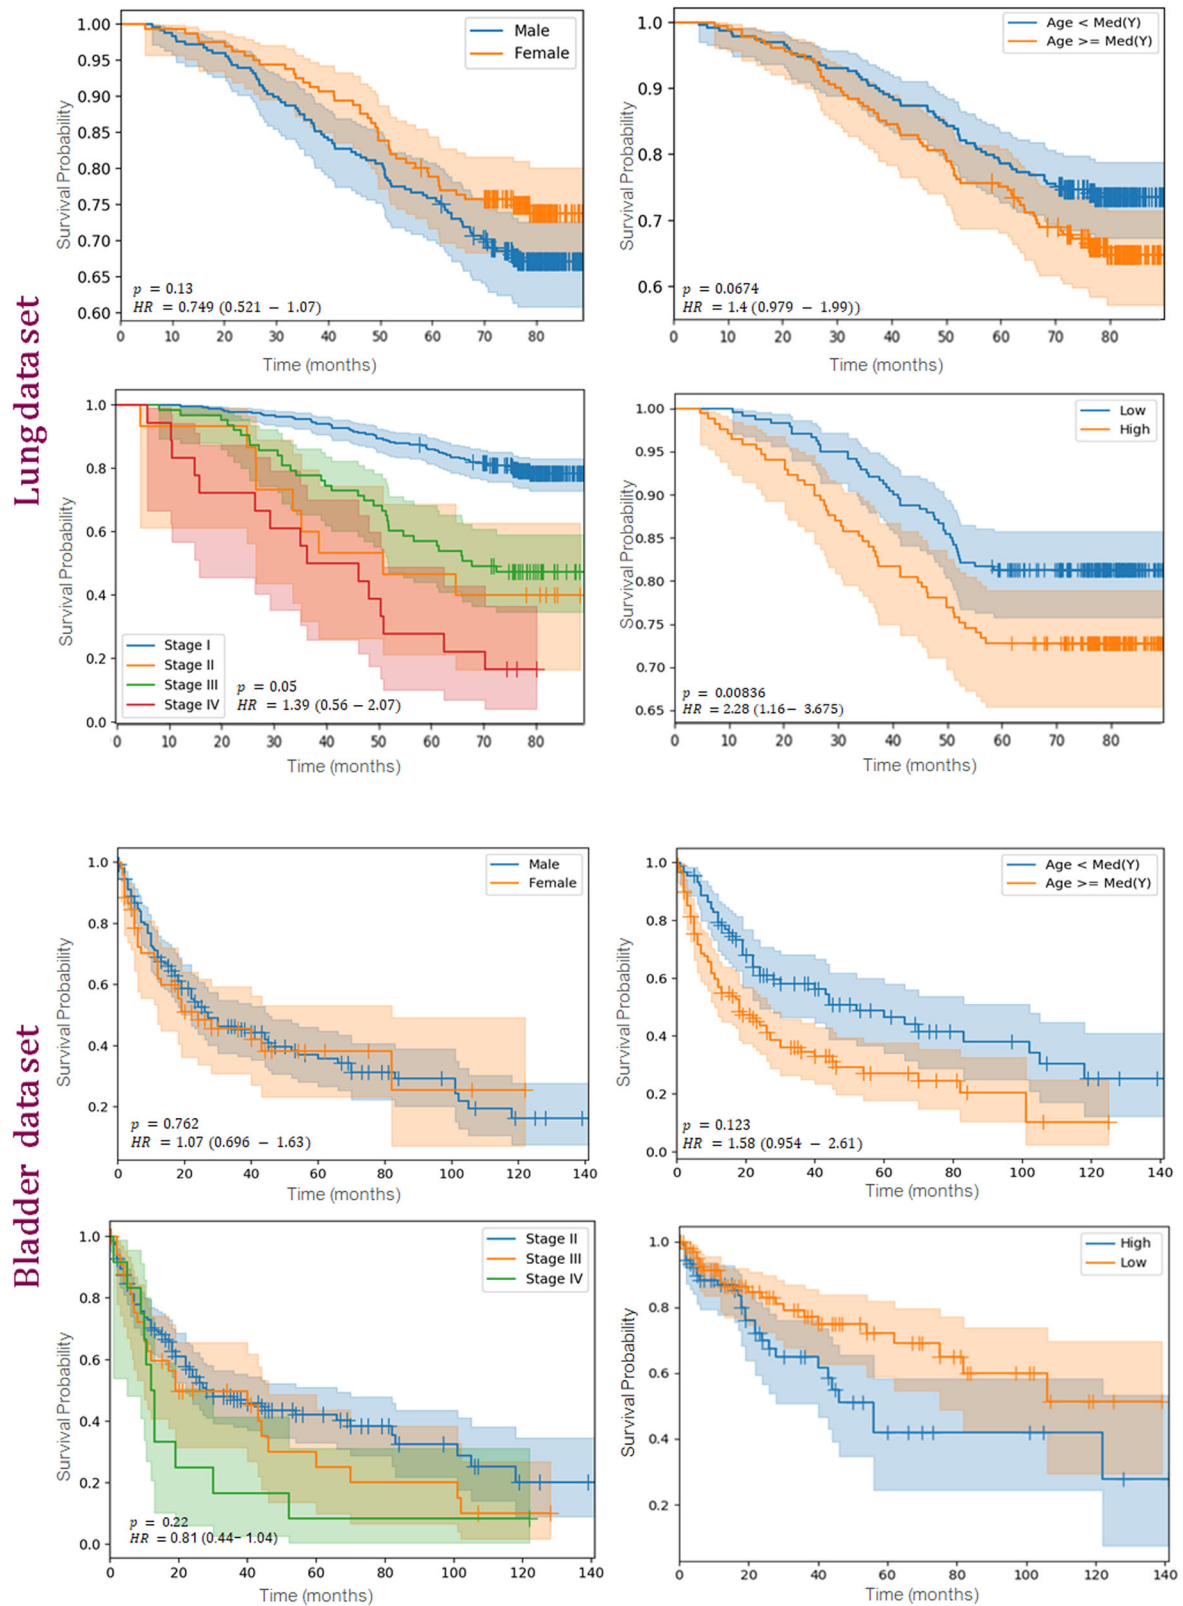 Lung data set
1.00
0.95
0.90
0.85
0.80
0.75
0.70
0.65
0.60
Survival Probability
Male
Female
p = 0.13
HR = 0.749 (0.521 − 1.07)
0 10 20 30 40 50 60 70 80
Time (months)
1.0
0.9
0.8
0.7
0.6
Survival Probability
Age < Med(Y)
Age >= Med(Y)
p = 0.0674
HR = 1.4 (0.979 − 1.99))
0 10 20 30 40 50 60 70 80
Time (months)
1.0
0.8
0.6
0.4
0.2
0.0
Survival Probability
Stage I
Stage II
Stage III
Stage IV
p = 0.05
HR = 1.39 (0.56 − 2.07)
0 10 20 30 40 50 60 70 80
Time (months)
1.00
0.95
0.90
0.85
0.80
0.75
0.70
0.65
Survival Probability
Low
High
p = 0.00836
HR = 2.28 (1.16− 3.675)
0 10 20 30 40 50 60 70 80
Time (months)
Bladder data set
1.0
0.8
0.6
0.4
0.2
Survival Probability
Male
Female
p = 0.762
HR = 1.07 (0.696 − 1.63)
0 20 40 60 80 100 120 140
Time (months)
1.0
0.8
0.6
0.4
0.2
0.0
Survival Probability
Age < Med(Y)
Age >= Med(Y)
p = 0.123
HR = 1.58 (0.954 − 2.61)
0 20 40 60 80 100 120 140
Time (months)
1.0
0.8
0.6
0.4
0.2
0.0
Survival Probability
Stage II
Stage III
Stage IV
p = 0.22
HR = 0.81 (0.44− 1.04)
0 20 40 60 80 100 120 140
Time (months)
1.0
0.8
0.6
0.4
0.2
Survival Probability
High
Low
0 20 40 60 80 100 120 140
Time (months)